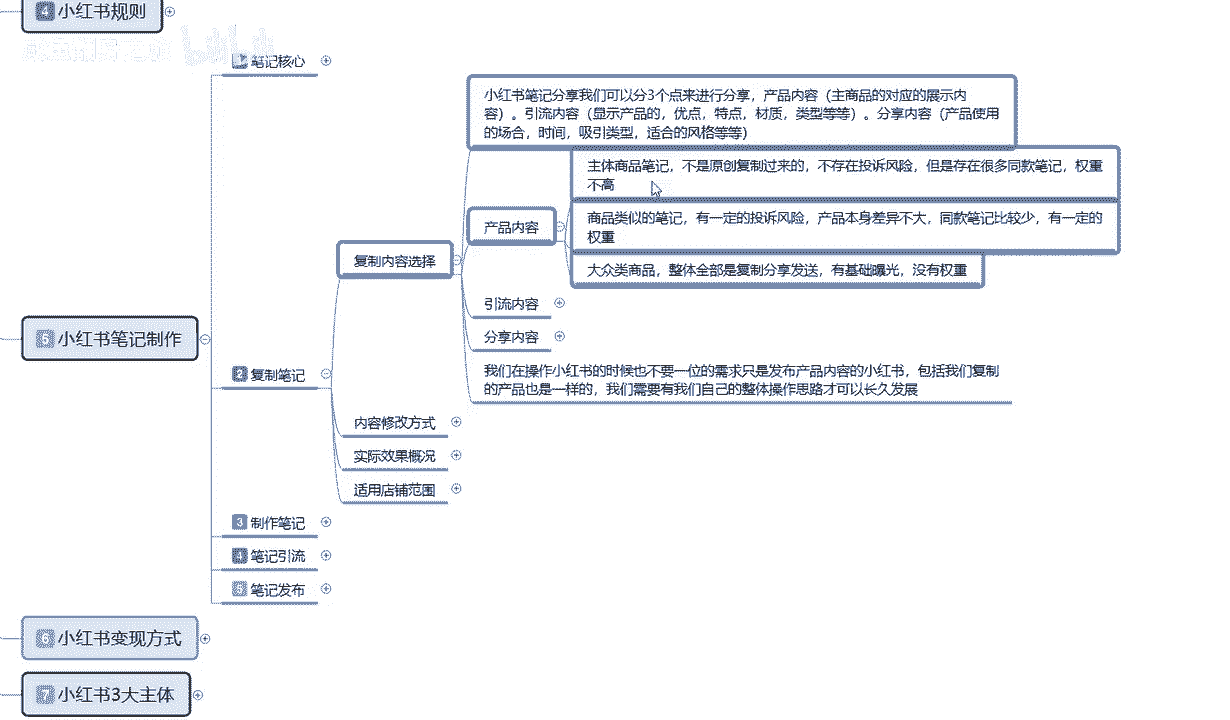 4 小红书规则
bilibili
1 笔记核心
小红书笔记分享我们可以分3个点来进行分享，产品内容（主商品的对应的展示内
容）。引流内容（显示产品的，优点，特点，材质，类型等等）。分享内容（产品使用
的场合，时间，吸引类型，适合的风格等等）
主体商品笔记，不是原创复制过来的，不存在投诉风险，但是存在很多同款笔记，权重
不高
产品内容
商品类似的笔记，有一定的投诉风险，产品本身差异不大，同款笔记比较少，有一定的
权重
复制内容选择
大众类商品，整体全部是复制分享发送，有基础曝光，没有权重
引流内容
分享内容
5 小红书笔记制作
2 复制笔记
我们在操作小红书的时候也不要一位的需求只是发布产品内容的小红书，包括我们复制
的产品也是一样的，我们需要有我们自己的整体操作思路才可以长久发展
内容修改方式
实际效果概况
适用店铺范围
3 制作笔记
4 笔记引流
5 笔记发布
6 小红书变现方式
7 小红书3大主体